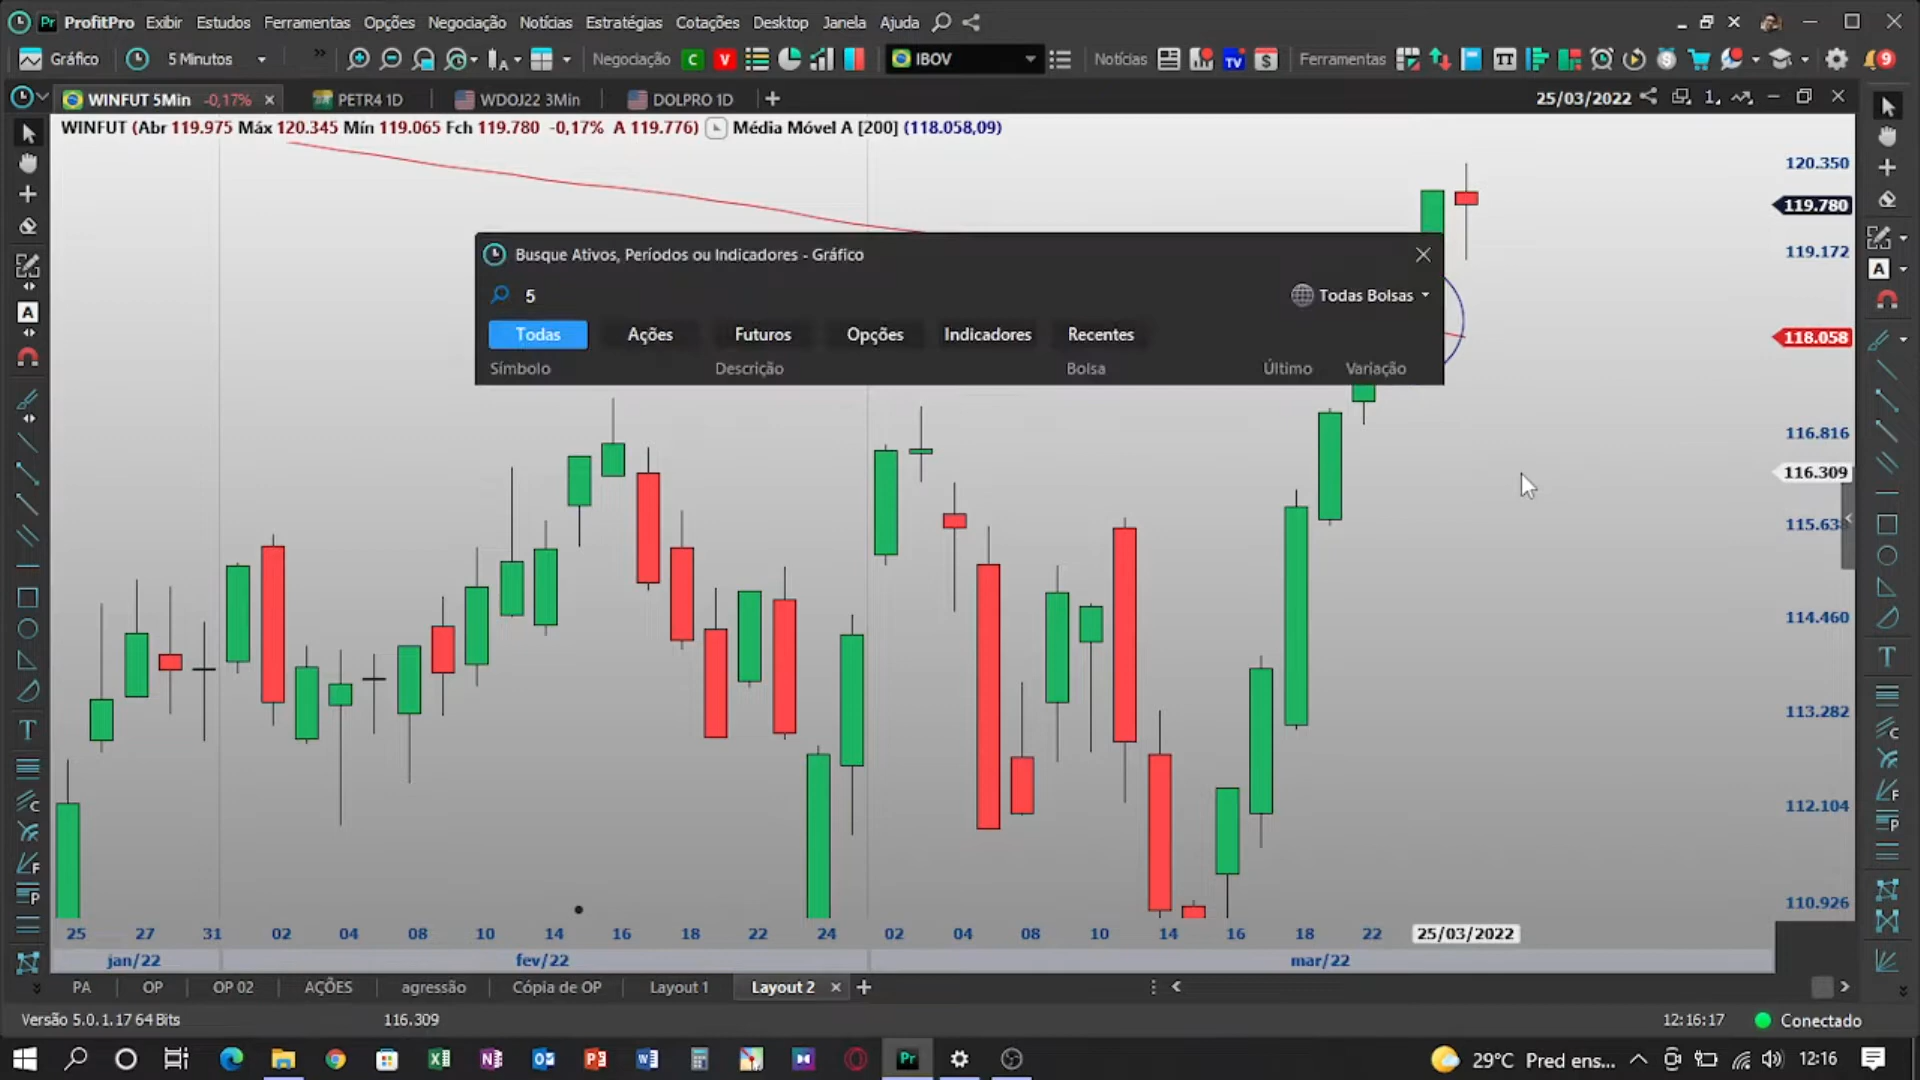 ProfitPro Exibir Estudos Ferramentas Opções Negociação Notícias Estratégias Cotações Desktop Janela Ajuda
Gráfico 5 Minutos » Negociação C V IBOV Notícias TV $ Ferramentas 9
WINFUT 5Min -0,17% × PETR4 1D WDOJ22 3Min DOLPRO 1D + 25/03/2022
WINFUT (Abr 119.975 Máx 120.345 Mín 119.065 Fch 119.780 -0,17% A 119.776) Média Móvel A [200] (118.058,09)
120.350
119.780
119.172
Busque Ativos, Períodos ou Indicadores - Gráfico
5 Todas Bolsas
Todas Ações Futuros Opções Indicadores Recentes
Símbolo Descrição Bolsa Último Variação
118.058
116.816
116.309
115.638
114.460
113.282
112.104
110.926
25 27 31 02 04 08 10 14 16 18 22 24 02 04 08 10 14 16 18 22 25/03/2022
jan/22 fev/22 mar/22
PA OP OP 02 AÇÕES agressão Cópia de OP Layout 1 Layout 2 × +
Versão 5.0.1.17 64 Bits 116.309 12:16:17 Conectado
29°C Pred ens... 12:16